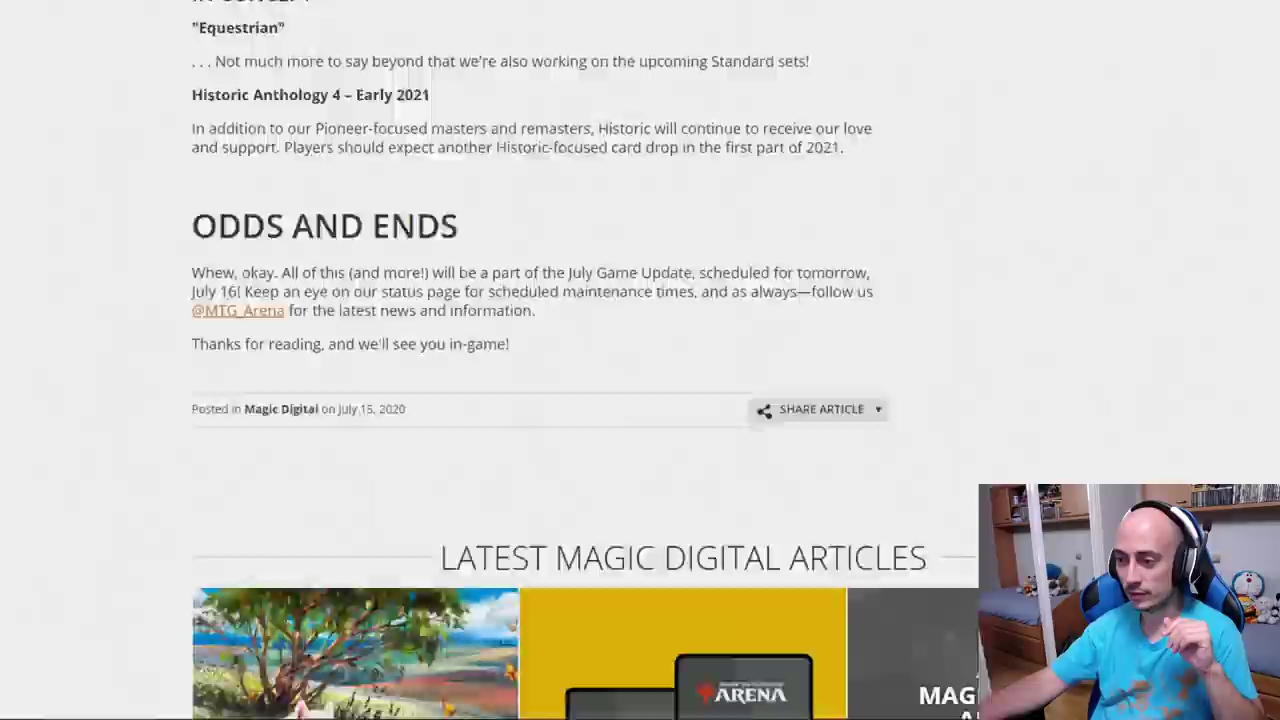 "Equestrian"
. . . Not much more to say beyond that we're also working on the upcoming Standard sets!
Historic Anthology 4 – Early 2021
In addition to our Pioneer-focused masters and remasters, Historic will continue to receive our love
and support. Players should expect another Historic-focused card drop in the first part of 2021.
ODDS AND ENDS
Whew, okay. All of this (and more!) will be a part of the July Game Update, scheduled for tomorrow,
July 16! Keep an eye on our status page for scheduled maintenance times, and as always—follow us
@MTG_Arena for the latest news and information.
Thanks for reading, and we'll see you in-game!
Posted in Magic Digital on July 15, 2020
SHARE ARTICLE
LATEST MAGIC DIGITAL ARTICLES
ARENA